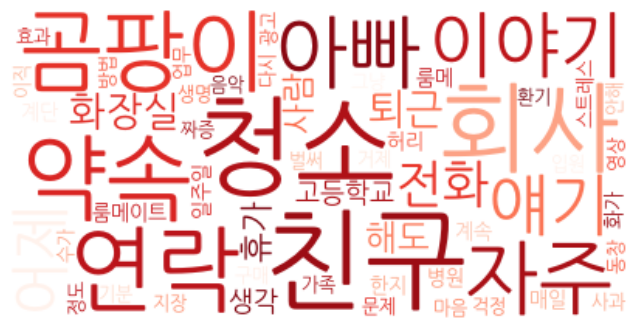 효과
곰팡이
아빠
이야기
이직
방법
업무
다시
광고
룸메
스트레스
계단
화장실
생명
음악
사람
퇴근
환기
안해
짜증
청소
허리
회사
영상
약속
벌써
거제
일주일
고등학교
전화
얘기
화가
룸메이트
어제
수가
연락
휴가
친구
해도
계속
자주
동창
구매
가족
한지
병원
정도
기분
지장
생각
문제
마음
걱정
매일
사과